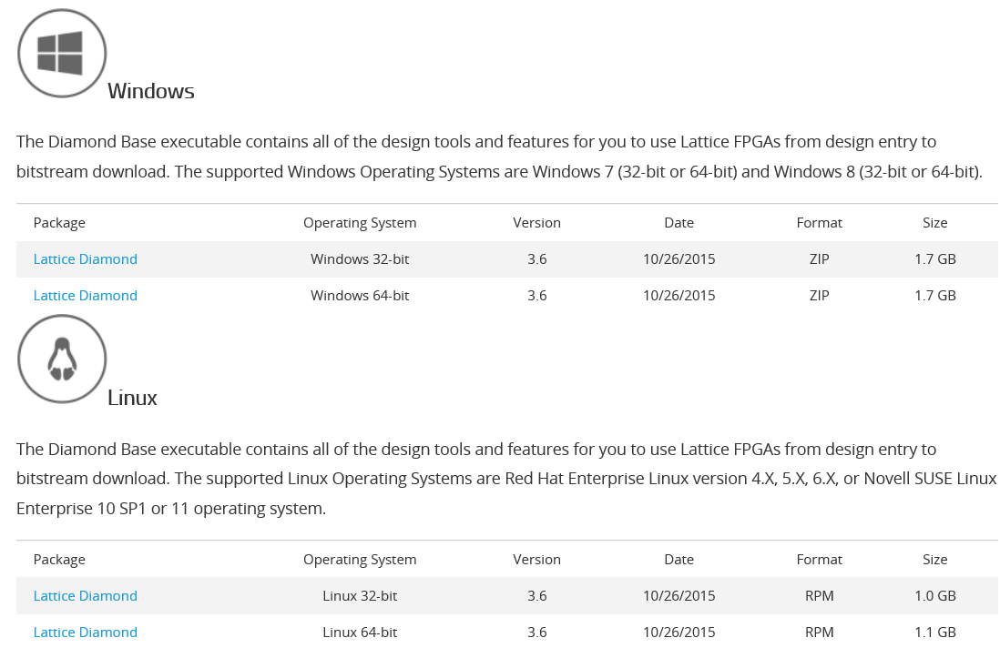 Windows
The Diamond Base executable contains all of the design tools and features for you to use Lattice FPGAs from design entry to
bitstream download. The supported Windows Operating Systems are Windows 7 (32-bit or 64-bit) and Windows 8 (32-bit or 64-bit).
Package Operating System Version Date Format Size
Lattice Diamond Windows 32-bit 3.6 10/26/2015 ZIP 1.7 GB
Lattice Diamond Windows 64-bit 3.6 10/26/2015 ZIP 1.7 GB
Linux
The Diamond Base executable contains all of the design tools and features for you to use Lattice FPGAs from design entry to
bitstream download. The supported Linux Operating Systems are Red Hat Enterprise Linux version 4.X, 5.X, 6.X, or Novell SUSE Linux
Enterprise 10 SP1 or 11 operating system.
Package Operating System Version Date Format Size
Lattice Diamond Linux 32-bit 3.6 10/26/2015 RPM 1.0 GB
Lattice Diamond Linux 64-bit 3.6 10/26/2015 RPM 1.1 GB